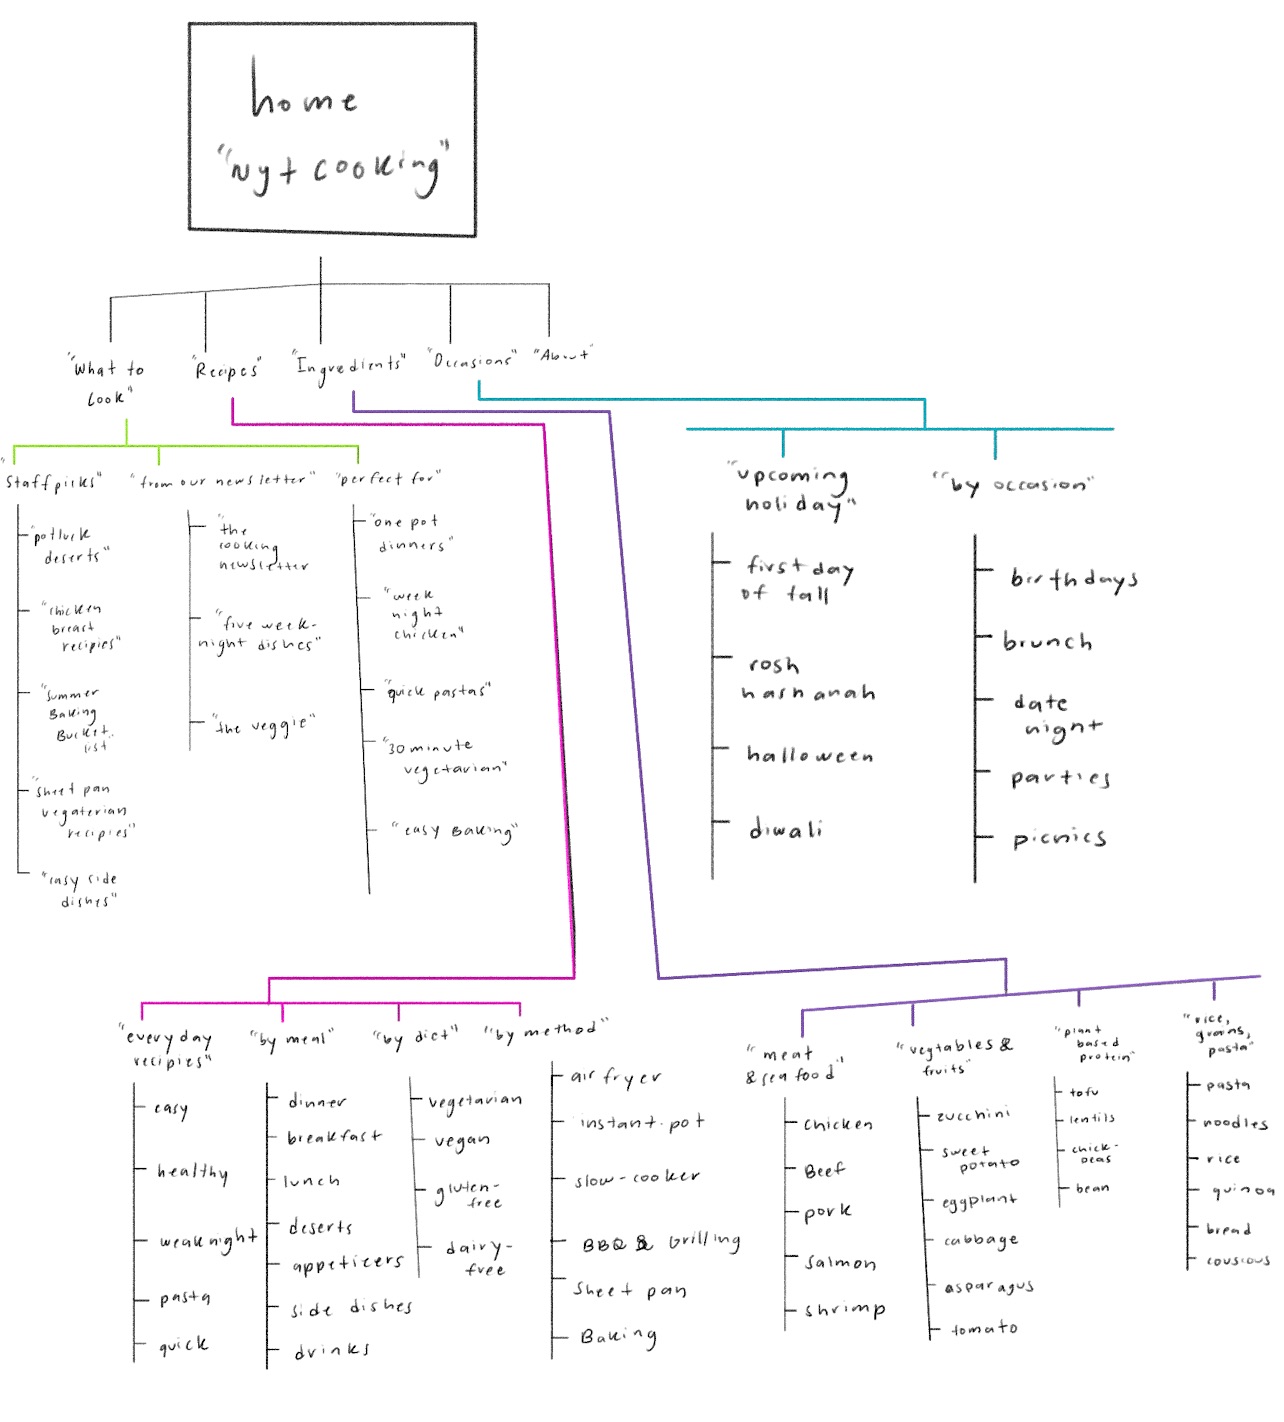 home
"nyt cooking"
"What to
Cook"
"Recipes"
"Ingredients"
"Occasions"
"About"
"Staff picks"
"potluck
deserts"
"chicken
breast
recipies"
"summer
Baking
Bucket
list
"sheet pan
vegaterian
recipies"
"easy side
dishes"
"from our newsletter"
"the
cooking
newsletter
"five week-
night dishes"
"the veggie"
"perfect for"
"one pot
dinners"
"week
night
chicken"
"quick pastas"
"30 minute
vegetarian"
"easy Baking"
"upcoming
holiday"
first day
of fall
rosh
hashanah
halloween
diwali
"by occasion"
birthdays
brunch
date
night
parties
picnics
"everyday
recipies"
easy
healthy
weaknight
pasta
quick
"by meal"
dinner
breakfast
lunch
deserts
appetizers
side dishes
drinks
"by diet"
vegetarian
vegan
gluten-
free
dairy-
free
"by method"
air fryer
instant.pot
slow-cooker
BBQ & Grilling
Sheet pan
Baking
"meat
& sea food"
chicken
Beef
pork
salmon
shrimp
"vegtables &
fruits"
zucchini
sweet
potato
eggplant
cabbage
asparagus
tomato
"plant
based
protein"
tofu
lentils
chick-
peas
bean
"rice,
grains,
pasta"
pasta
noodles
rice
quinoa
bread
cousious